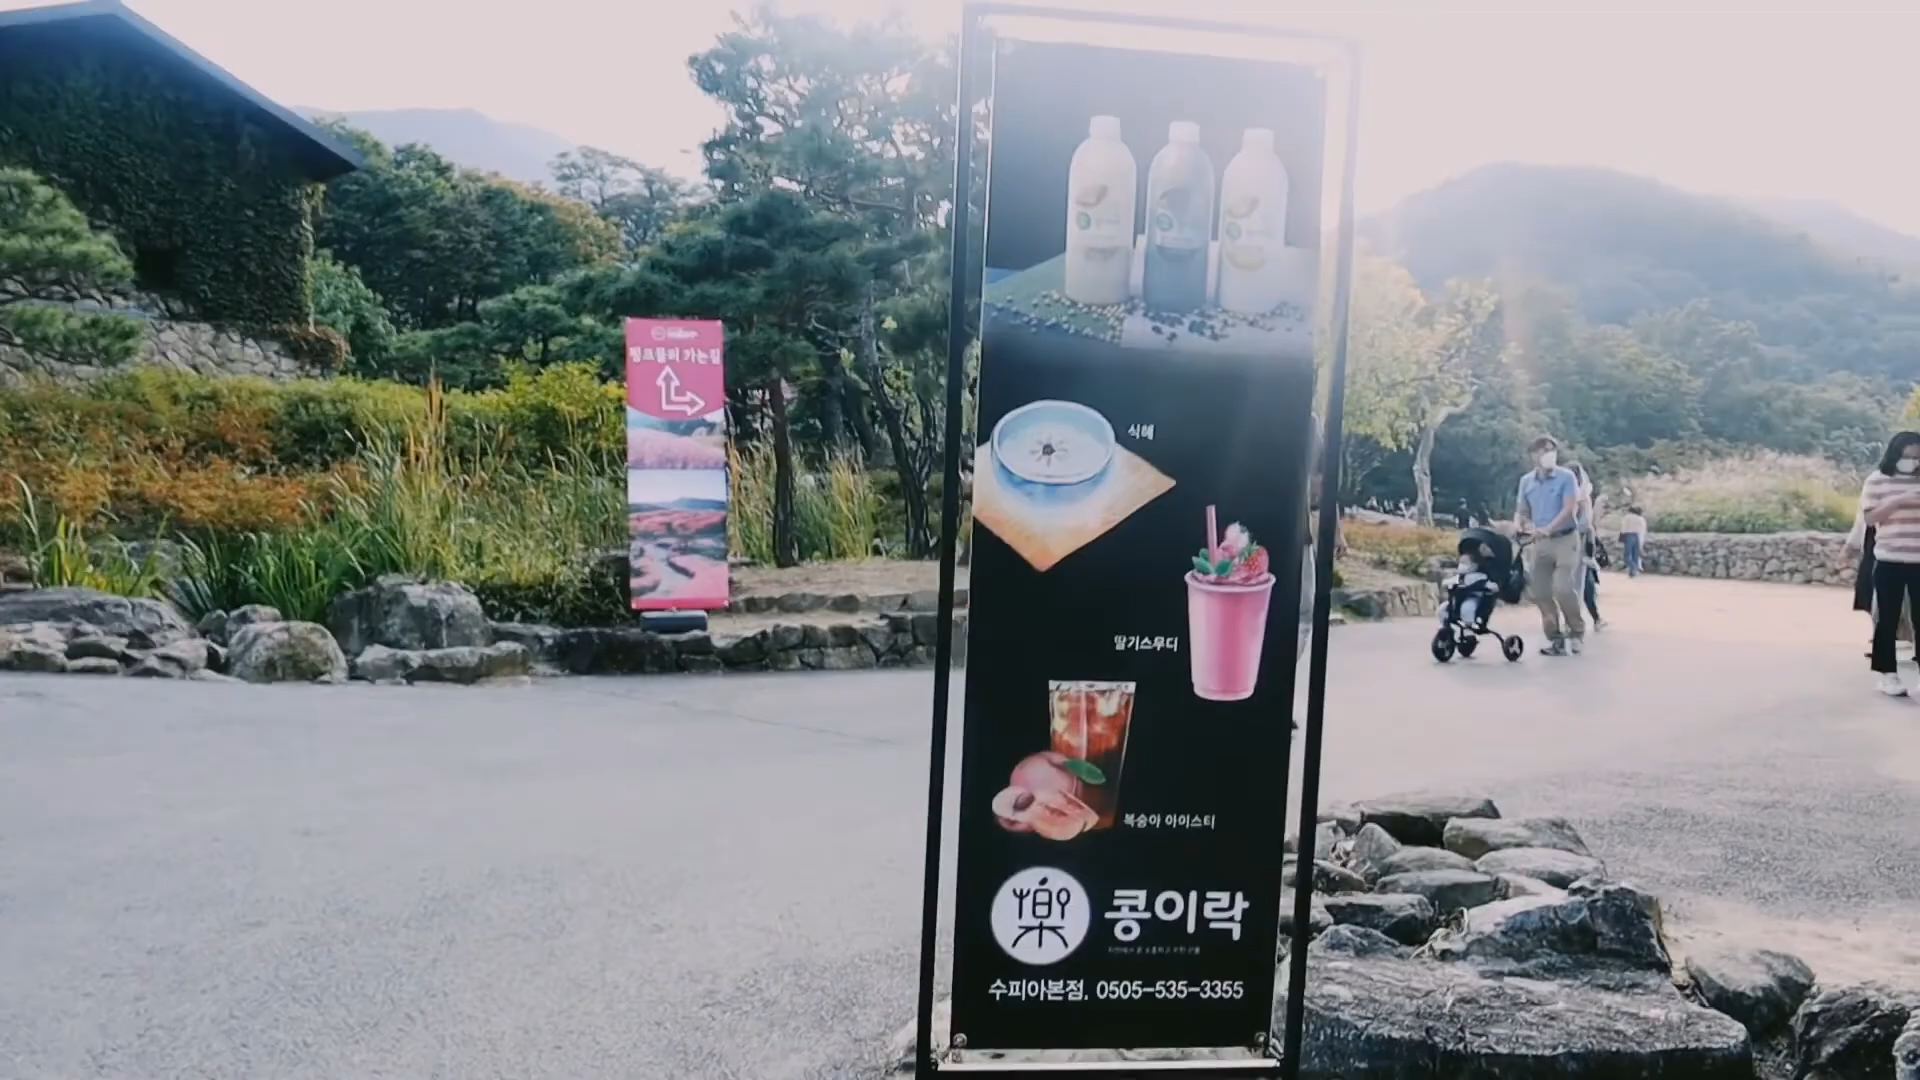 핑크뮬리 가는길
식혜
딸기스무디
복숭아 아이스티
樂 콩이락
수피아본점. 0505-535-3355